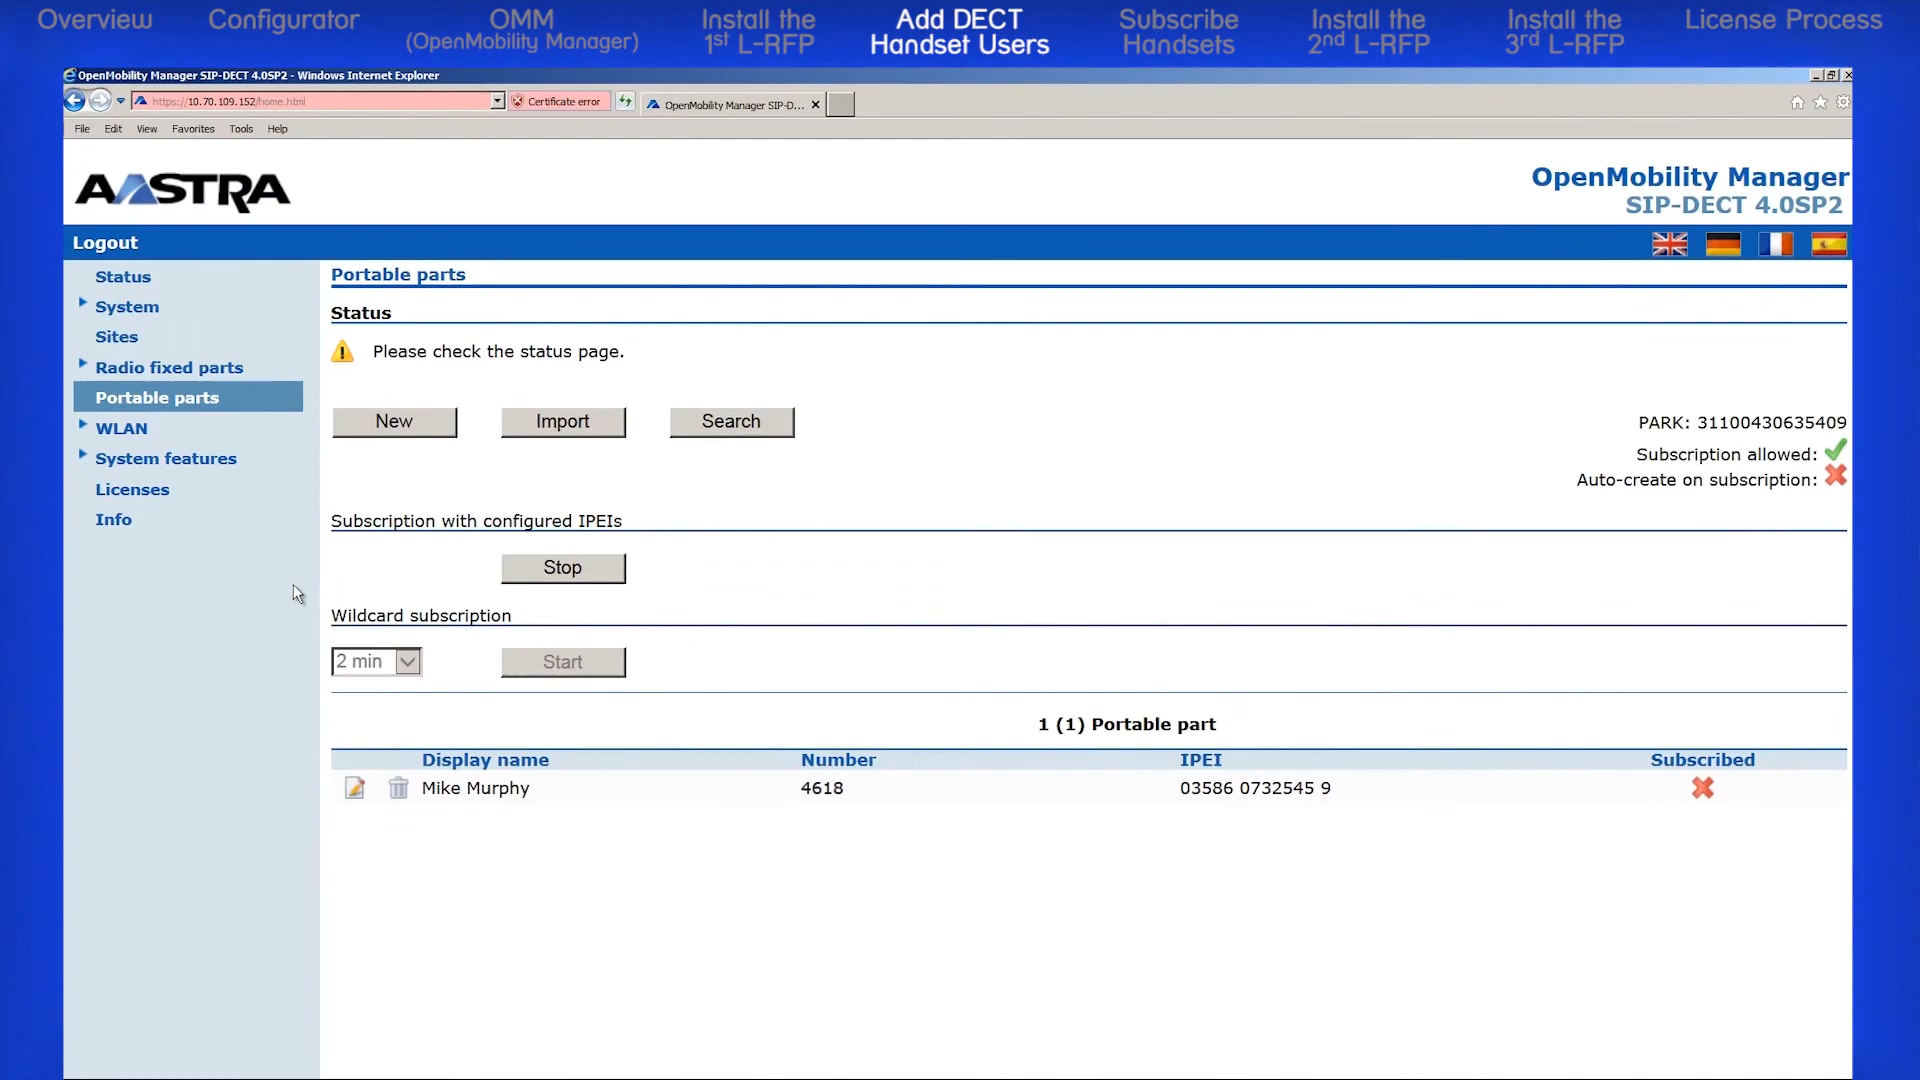 Overview
Configurator
OMM
(OpenMobility Manager)
Install the
1st L-RFP
Add DECT
Handset Users
Subscribe
Handsets
Install the
2nd L-RFP
Install the
3rd L-RFP
License Process
OpenMobility Manager SIP-DECT 4.0SP2 - Windows Internet Explorer
https://10.70.109.152/home.html
Certificate error
OpenMobility Manager SIP-D...
File Edit View Favorites Tools Help
AASTRA
OpenMobility Manager
SIP-DECT 4.0SP2
Logout
Status
System
Sites
Radio fixed parts
Portable parts
WLAN
System features
Licenses
Info
Portable parts
Status
Please check the status page.
New Import Search
PARK: 31100430635409
Subscription allowed:
Auto-create on subscription:
Subscription with configured IPEIs
Stop
Wildcard subscription
2 min Start
1 (1) Portable part
Display name Number IPEI Subscribed
Mike Murphy 4618 03586 0732545 9